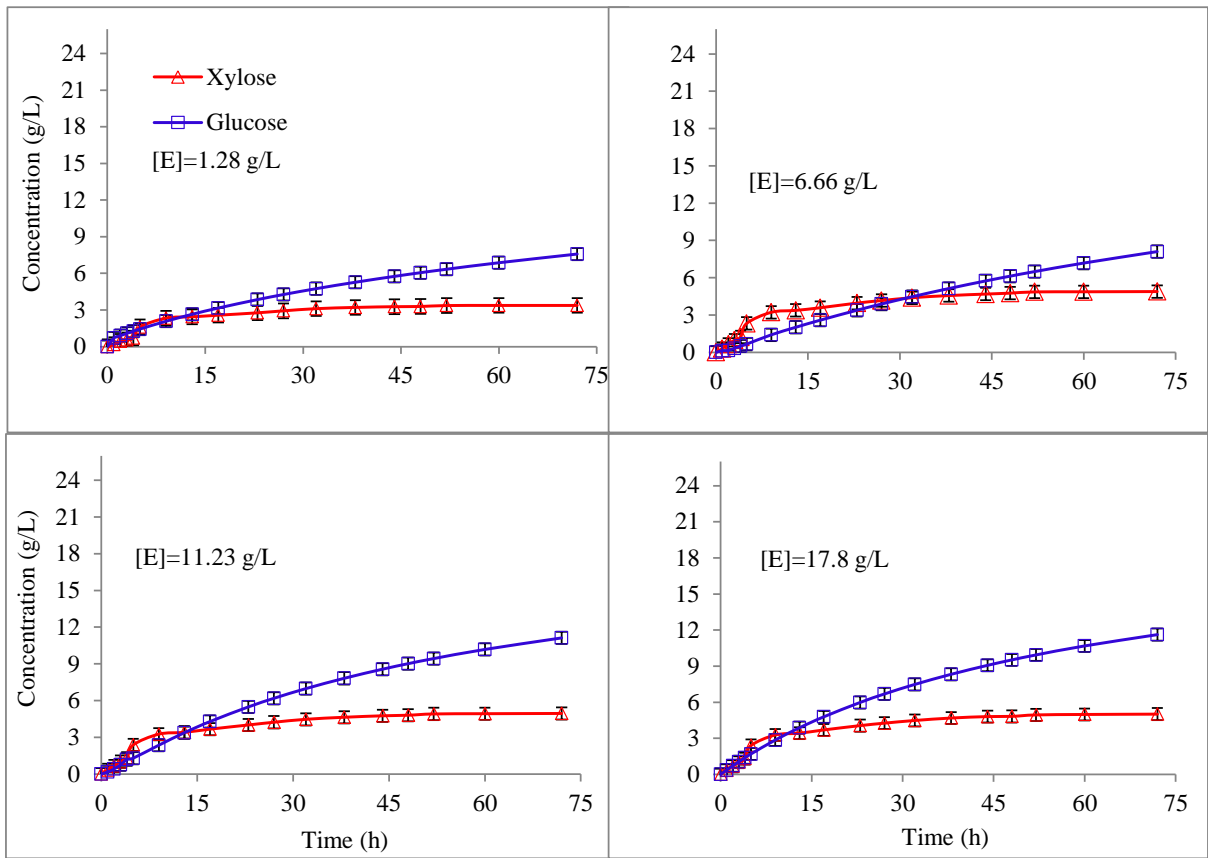 24
21
18
15
12
9
6
3
0
Concentration (g/L)
Xylose
Glucose
[E]=1.28 g/L
0 15 30 45 60 75
24
21
18
15
12
9
6
3
0
[E]=6.66 g/L
0 15 30 45 60 75
24
21
18
15
12
9
6
3
0
Concentration (g/L)
[E]=11.23 g/L
0 15 30 45 60 75
Time (h)
24
21
18
15
12
9
6
3
0
[E]=17.8 g/L
0 15 30 45 60 75
Time (h)